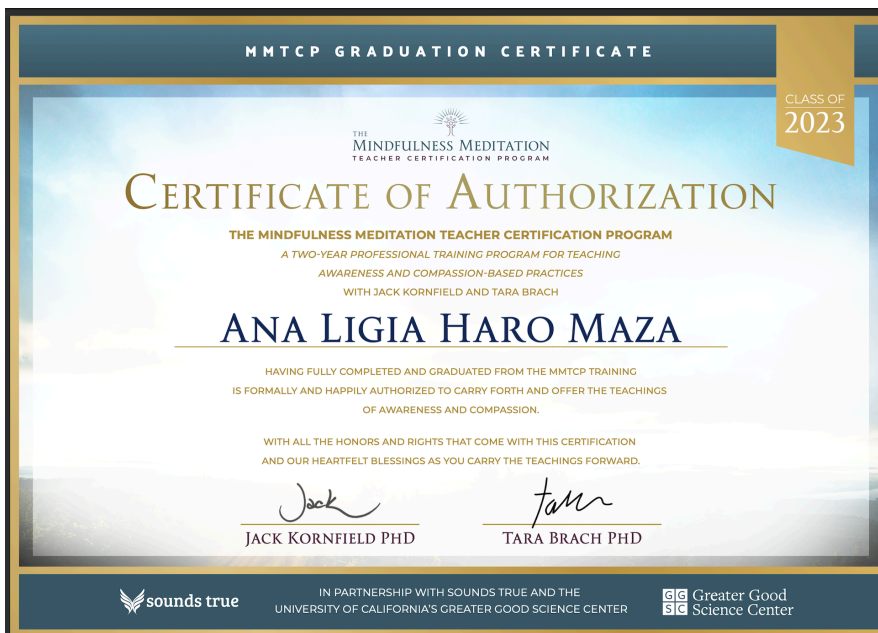 MMTCP GRADUATION CERTIFICATE
CLASS OF
2023
THE
MINDFULNESS MEDITATION
TEACHER CERTIFICATION PROGRAM
CERTIFICATE OF AUTHORIZATION
THE MINDFULNESS MEDITATION TEACHER CERTIFICATION PROGRAM
A TWO-YEAR PROFESSIONAL TRAINING PROGRAM FOR TEACHING
AWARENESS AND COMPASSION-BASED PRACTICES
WITH JACK KORNFIELD AND TARA BRACH
ANA LIGIA HARO MAZA
HAVING FULLY COMPLETED AND GRADUATED FROM THE MMTCP TRAINING
IS FORMALLY AND HAPPILY AUTHORIZED TO CARRY FORTH AND OFFER THE TEACHINGS
OF AWARENESS AND COMPASSION.
WITH ALL THE HONORS AND RIGHTS THAT COME WITH THIS CERTIFICATION
AND OUR HEARTFELT BLESSINGS AS YOU CARRY THE TEACHINGS FORWARD.
Jack
Tara
JACK KORNFIELD PHD
TARA BRACH PHD
sounds true
IN PARTNERSHIP WITH SOUNDS TRUE AND THE
UNIVERSITY OF CALIFORNIA'S GREATER GOOD SCIENCE CENTER
GG Greater Good
SC Science Center